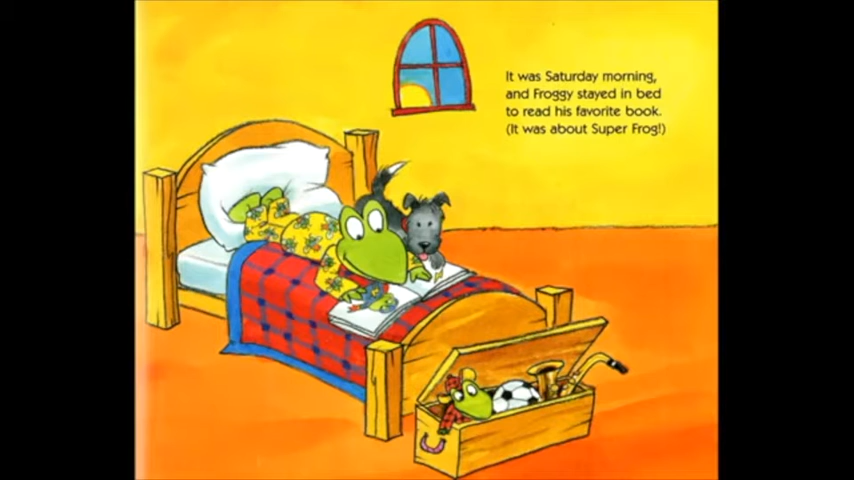 It was Saturday morning,
and Froggy stayed in bed
to read his favorite book.
(It was about Super Frog!)